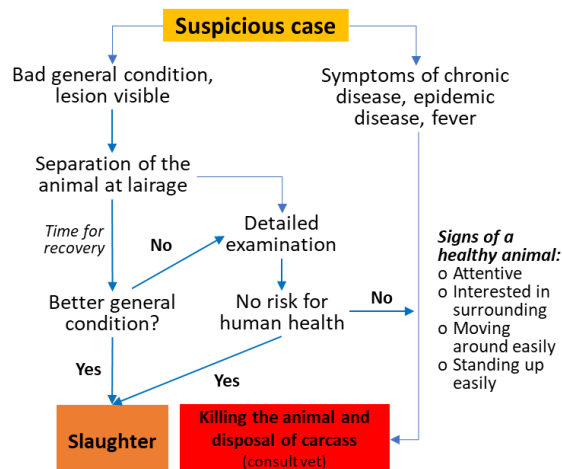 Suspicious case
Bad general condition,
lesion visible
Symptoms of chronic
disease, epidemic
disease, fever
Separation of the
animal at lairage
Time for
recovery
No
Detailed
examination
Signs of a
healthy animal:
o Attentive
o Interested in
surrounding
o Moving
around easily
o Standing up
easily
Better general
condition?
No risk for
human health
No
Yes
Yes
Slaughter
Killing the animal and
disposal of carcass
(consult vet)